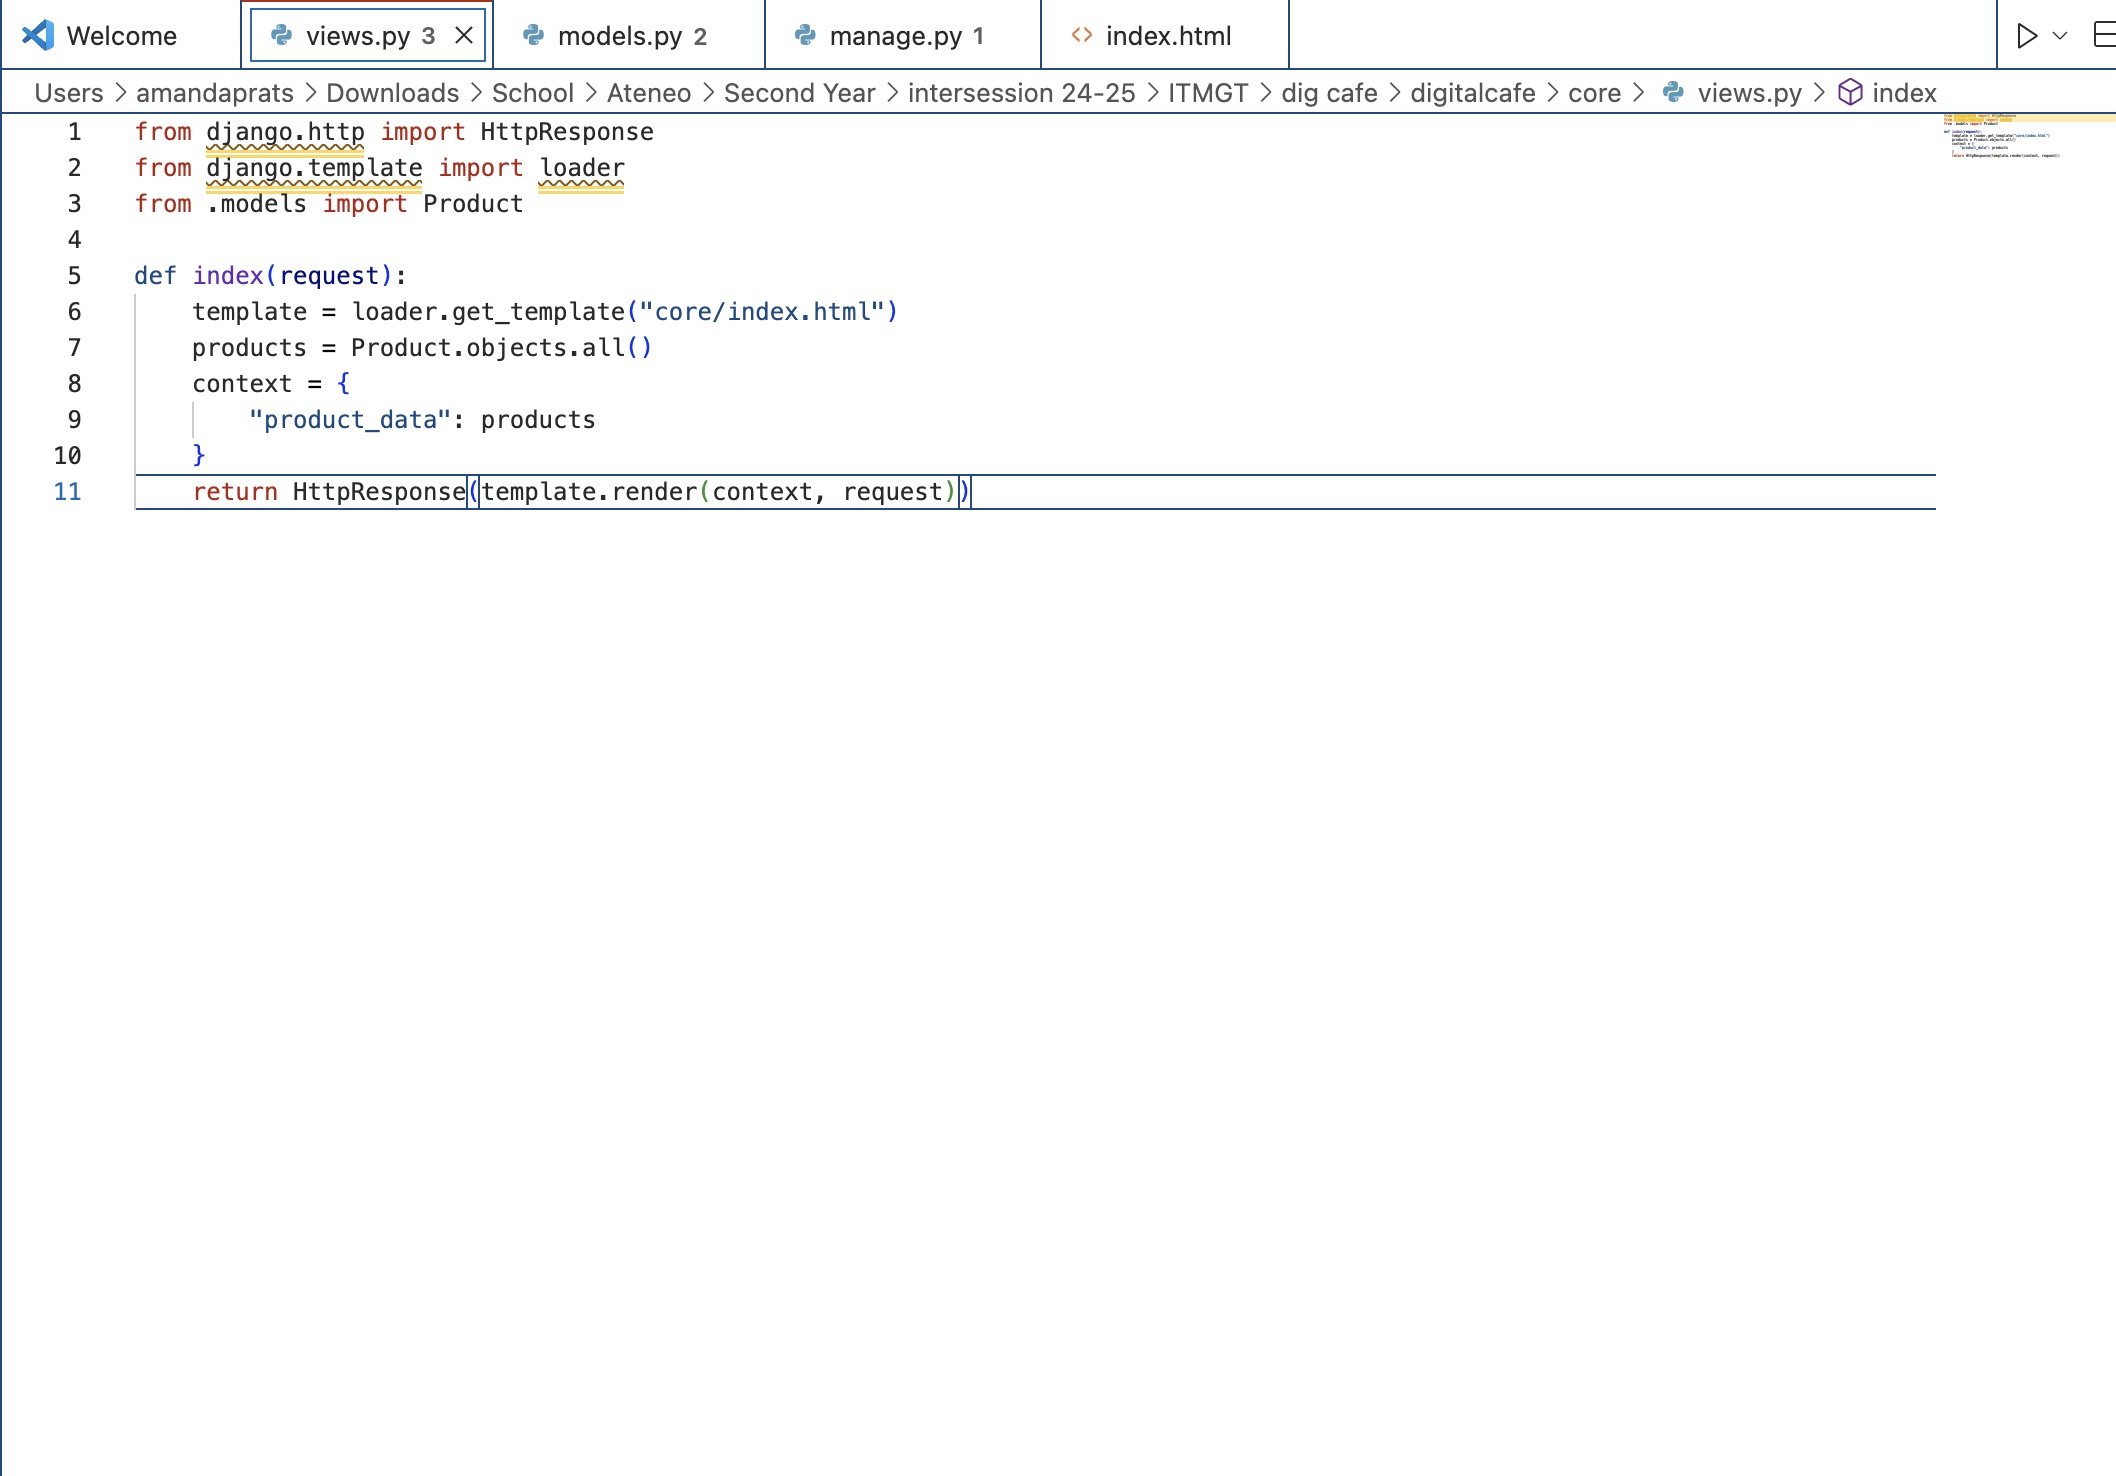 Welcome
views.py 3
models.py 2
manage.py 1
index.html
Users > amandaprats > Downloads > School > Ateneo > Second Year > intersession 24-25 > ITMGT > dig cafe > digitalcafe > core > views.py > index
1 from django.http import HttpResponse
2 from django.template import loader
3 from .models import Product
4
5 def index(request):
6     template = loader.get_template("core/index.html")
7     products = Product.objects.all()
8     context = {
9         "product_data": products
10     }
11     return HttpResponse(template.render(context, request))